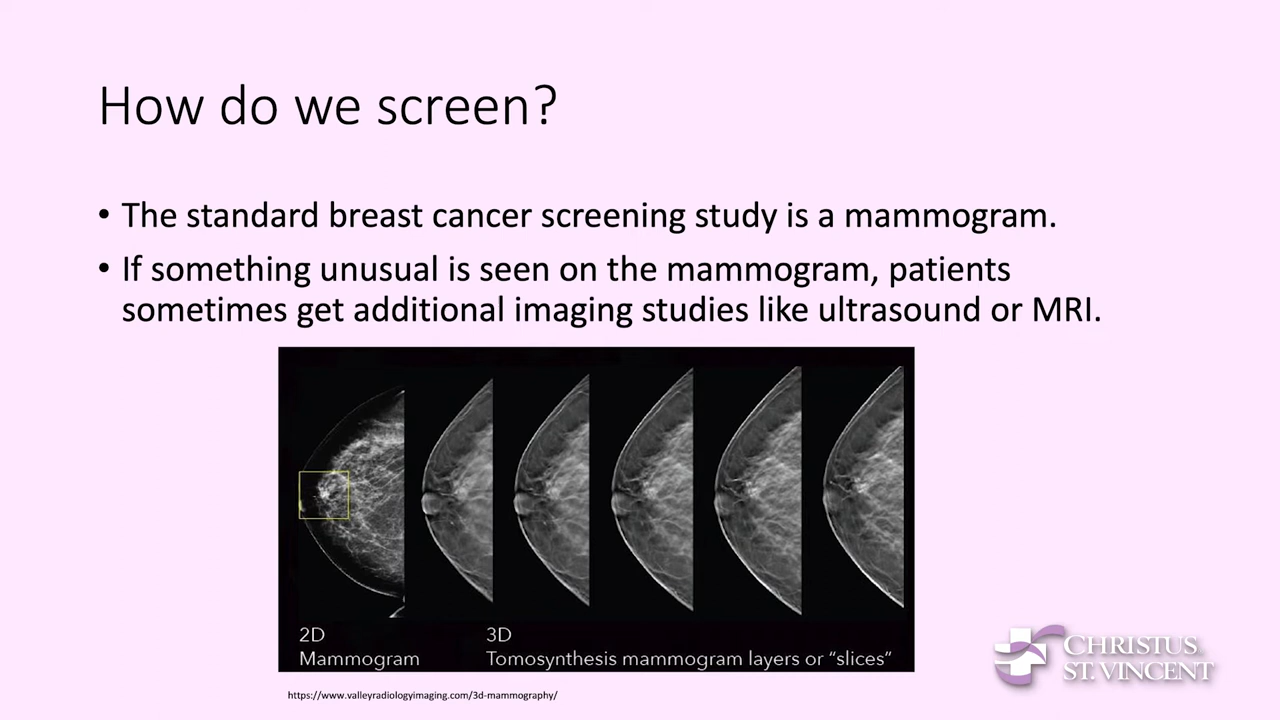 How do we screen?
• The standard breast cancer screening study is a mammogram.
• If something unusual is seen on the mammogram, patients
sometimes get additional imaging studies like ultrasound or MRI.
2D
Mammogram
3D
Tomosynthesis mammogram layers or “slices”
CHRISTUS
ST. VINCENT
https://www.valleyradiologyimaging.com/3d-mammography/